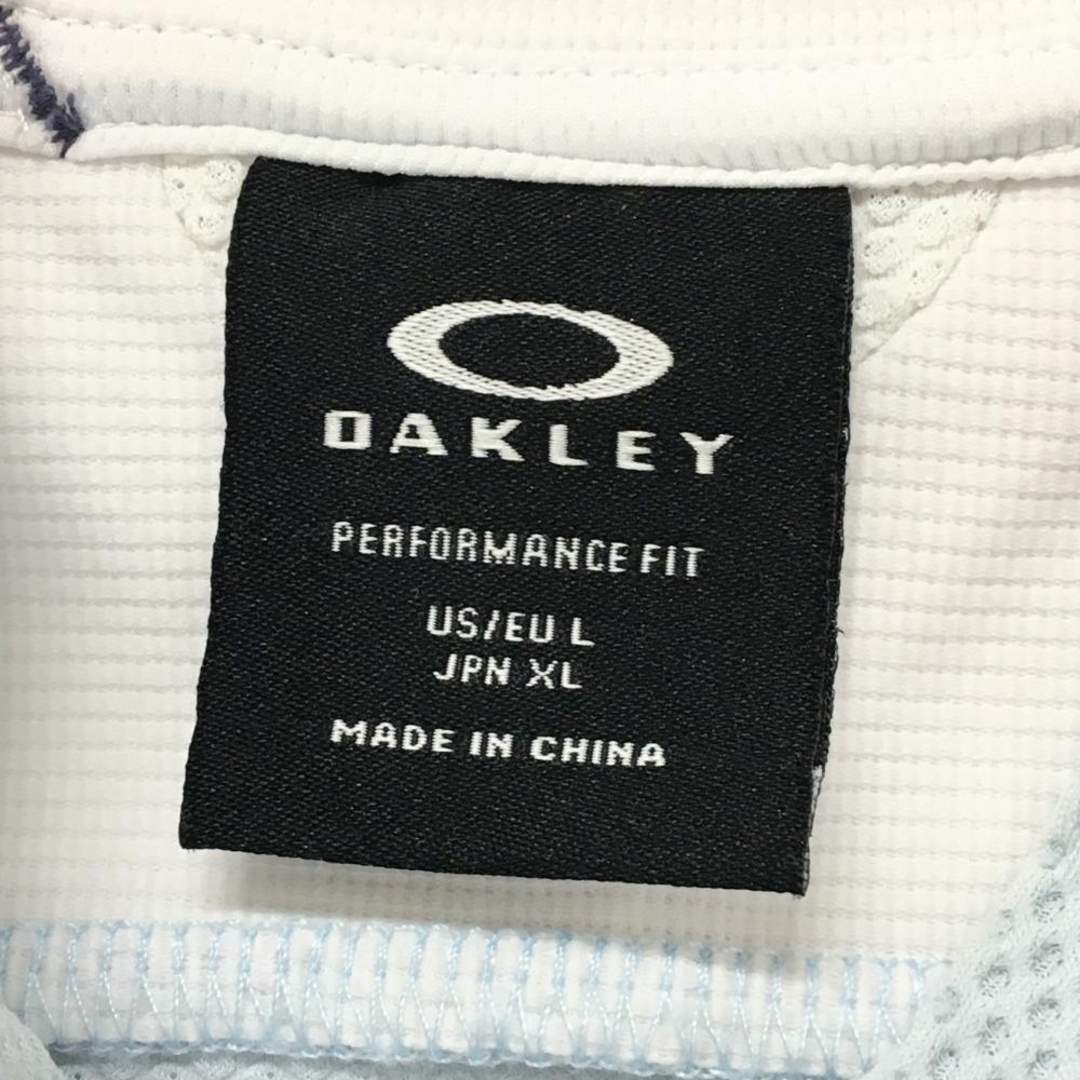 OAKLEY
PERFORMANCE FIT
US/EU L
JPN XL
MADE IN CHINA